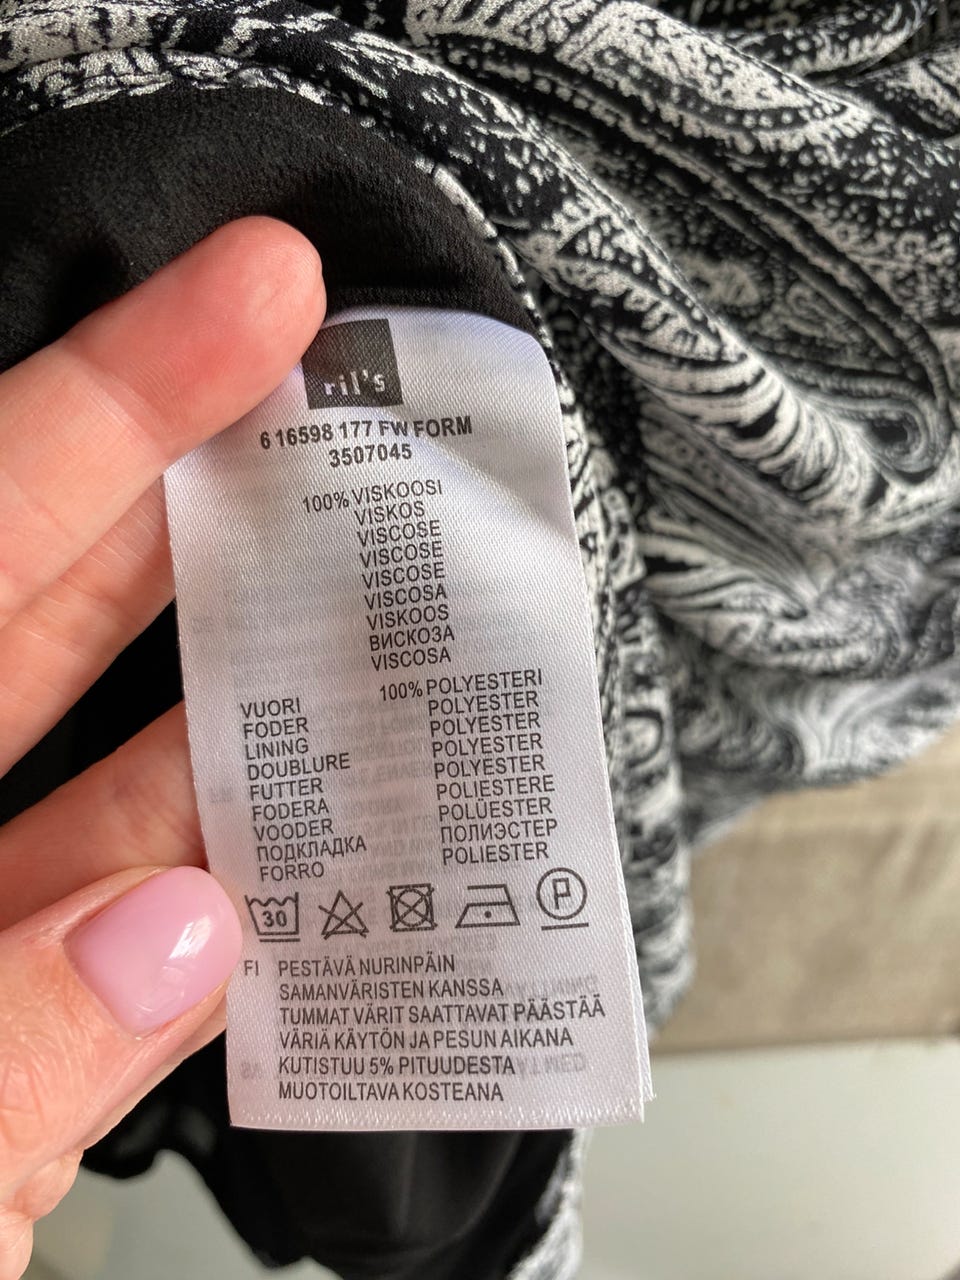 ril's
6 16598 177 FW FORM
3507045
100% VISKOOSI
VISKOS
VISCOSE
VISCOSE
VISCOSE
VISCOSA
VISKOOS
ВИСКОЗА
VISCOSA
VUORI 100% POLYESTERI
FODER POLYESTER
LINING POLYESTER
DOUBLURE POLYESTER
FUTTER POLYESTER
FODERA POLIESTERE
VOODER POLÜESTER
ПОДКЛАДКА ПОЛИЭСТЕР
FORRO POLIESTER
30 P
FI PESTÄVÄ NURINPÄIN
SAMANVÄRISTEN KANSSA
TUMMAT VÄRIT SAATTAVAT PÄÄSTÄÄ
VÄRIÄ KÄYTÖN JA PESUN AIKANA
KUTISTUU 5% PITUUDESTA
MUOTOILTAVA KOSTEANA